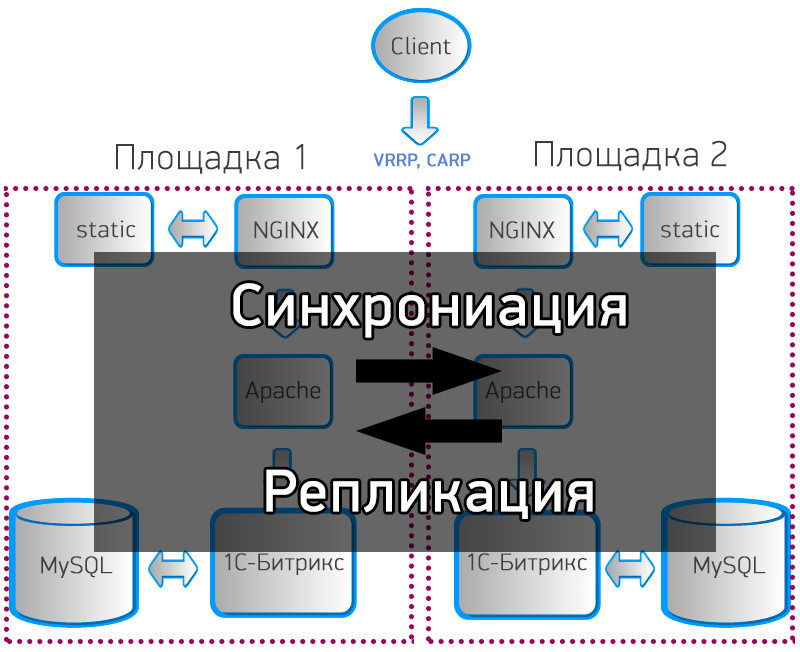 Client
VRRP, CARP
Площадка 1
Площадка 2
static
NGINX
NGINX
static
Синхрониация
Apache
Apache
Репликация
MySQL
1С-Битрикс
1С-Битрикс
MySQL